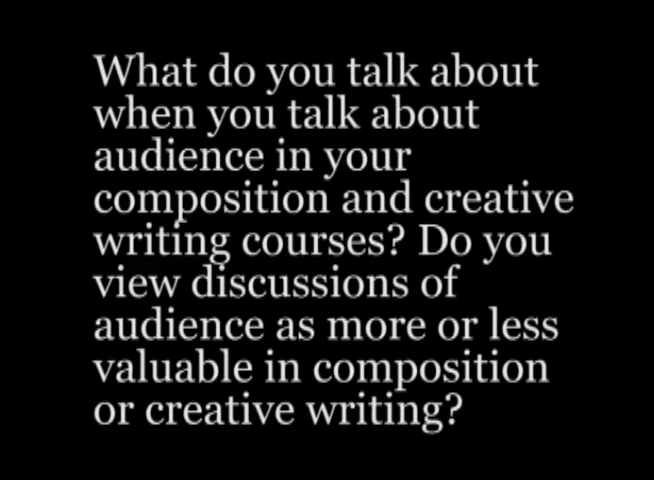 What do you talk about
when you talk about
audience in your
composition and creative
writing courses? Do you
view discussions of
audience as more or less
valuable in composition
or creative writing?